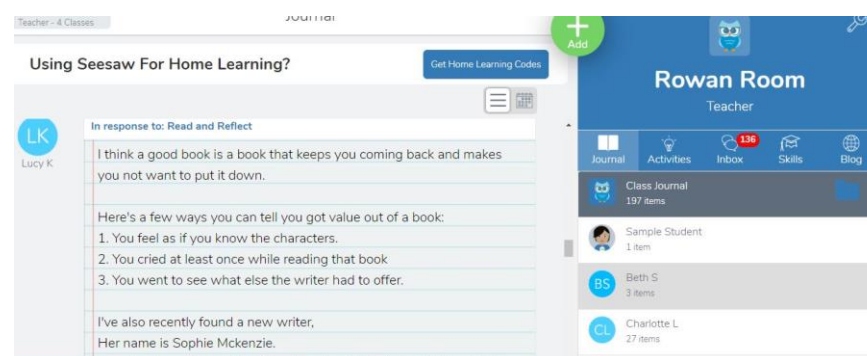 Teacher - 4 Classes
Journal
Add
Using Seesaw For Home Learning?
Get Home Learning Codes
LK
Lucy K
In response to: Read and Reflect
I think a good book is a book that keeps you coming back and makes
you not want to put it down.
Here's a few ways you can tell you got value out of a book:
1. You feel as if you know the characters.
2. You cried at least once while reading that book
3. You went to see what else the writer had to offer.
I've also recently found a new writer,
Her name is Sophie Mckenzie.
Rowan Room
Teacher
Journal
Activities
136
Inbox
Skills
Blog
Class Journal
197 items
Sample Student
1 item
BS
Beth S
3 items
CL
Charlotte L
27 items